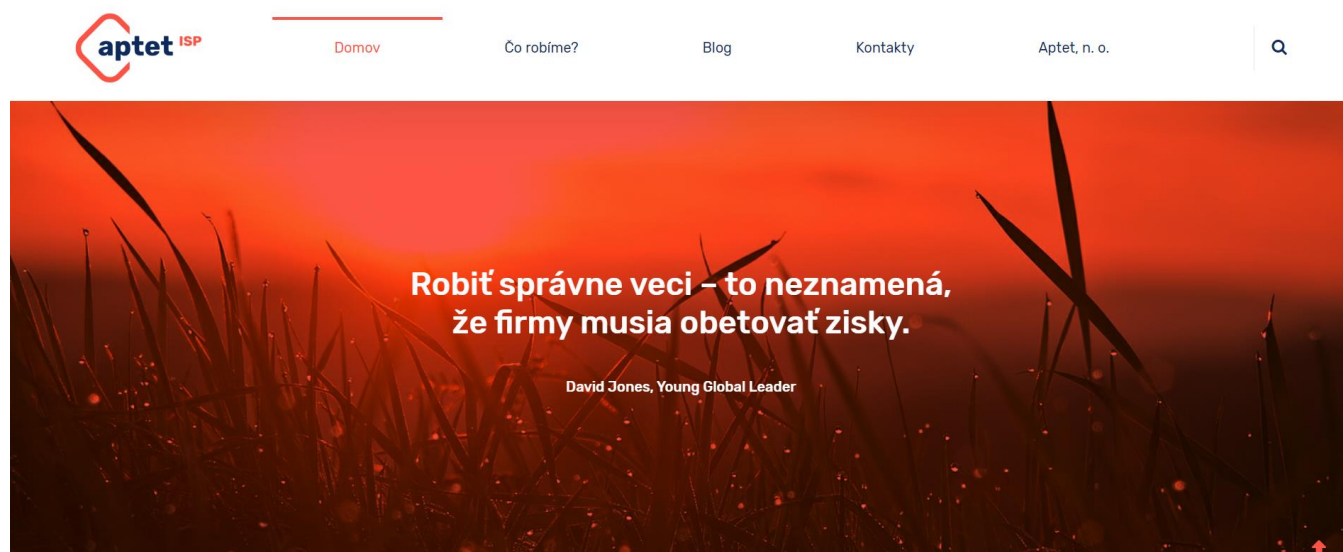 aptet ISP
Domov
Čo robíme?
Blog
Kontakty
Aptet, n. o.
Robiť správne veci – to neznamená,
že firmy musia obetovať zisky.
David Jones, Young Global Leader